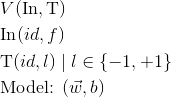 V(In, T)
In(id, f)
T(id, l) | l ∈ {−1, +1}
Model: (w⃗, b)